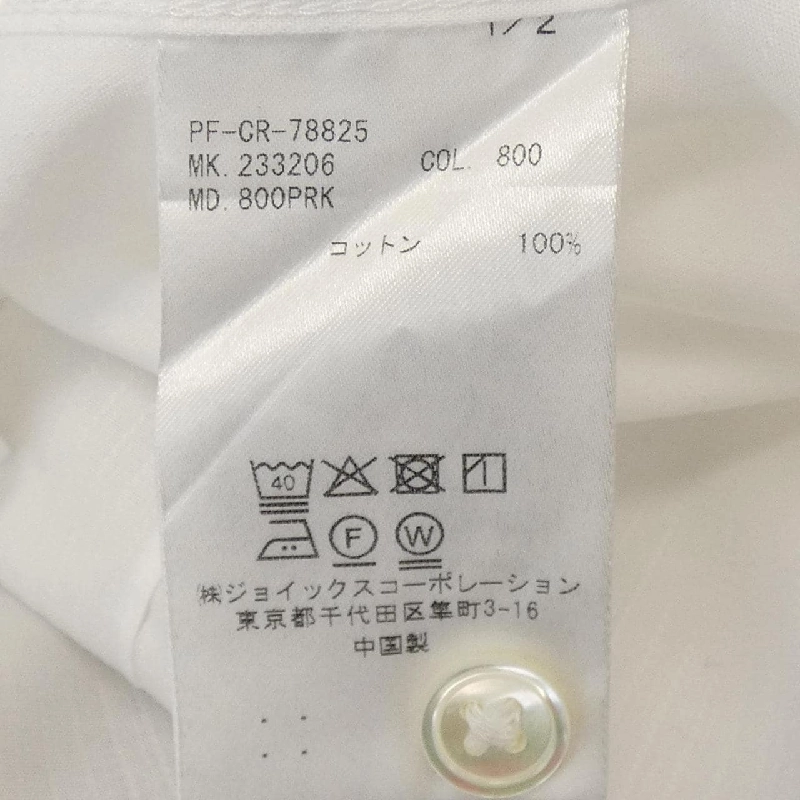 1/2
PF-CR-78825
MK. 233206 COL. 800
MD. 800PRK
コットン 100%
40
F W
㈱ジョイックスコーポレーション
東京都千代田区隼町3-16
中国製